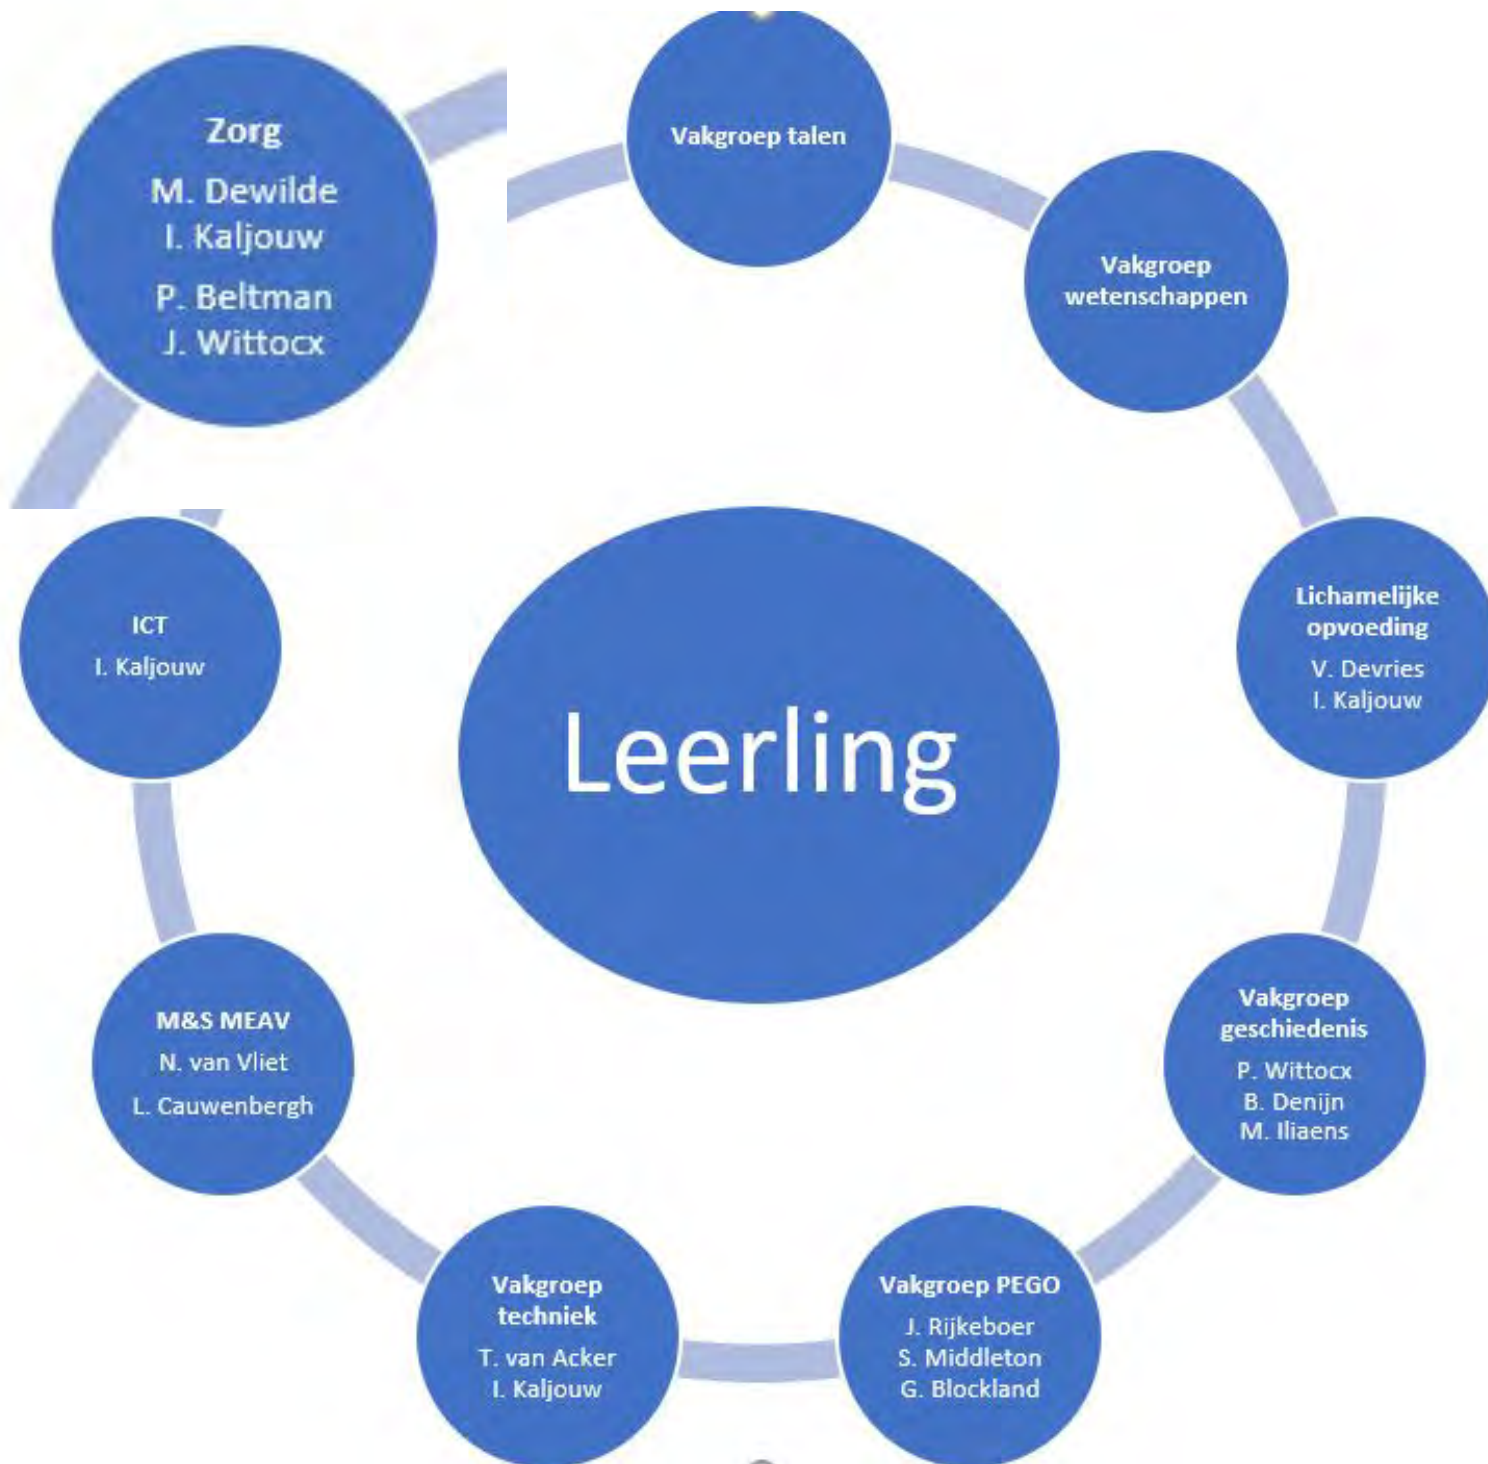 Zorg
M. Dewilde
I. Kaljouw
P. Beltman
J. Wittocx
Vakgroep talen
Vakgroep
wetenschappen
Lichamelijke
opvoeding
V. Devries
I. Kaljouw
Vakgroep
geschiedenis
P. Wittocx
B. Denijn
M. Iliaens
Vakgroep PEGO
J. Rijkeboer
S. Middleton
G. Blockland
Vakgroep
techniek
T. van Acker
I. Kaljouw
M&S MEAV
N. van Vliet
L. Cauwenbergh
ICT
I. Kaljouw
Leerling